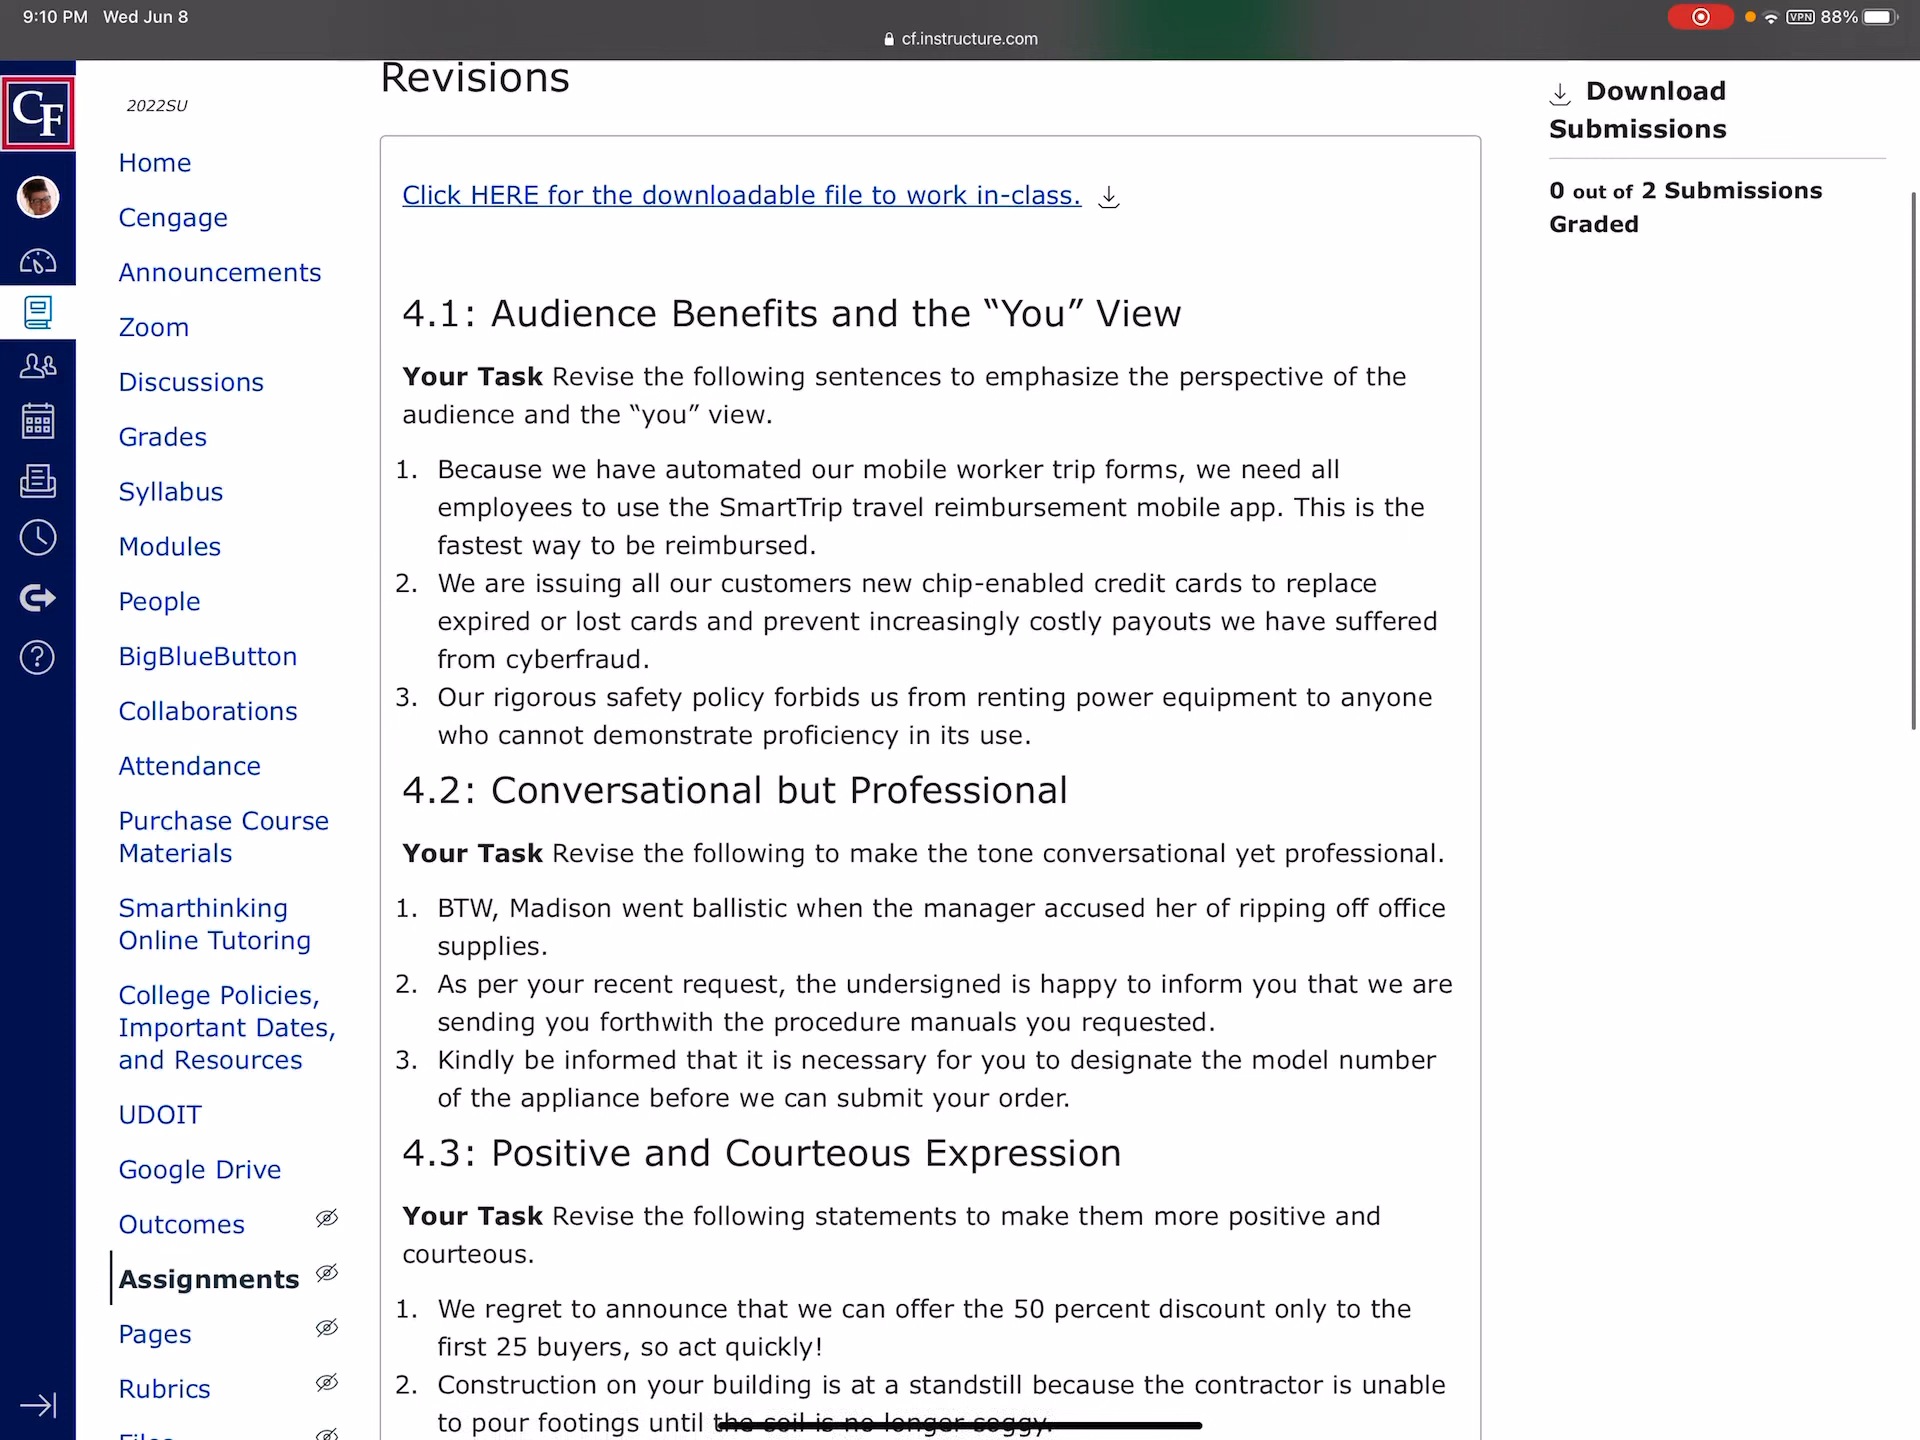 9:10 PM Wed Jun 8
VPN 88%
cf.instructure.com
CF
2022SU
Home
Cengage
Announcements
Zoom
Discussions
Grades
Syllabus
Modules
People
BigBlueButton
Collaborations
Attendance
Purchase Course
Materials
Smarthinking
Online Tutoring
College Policies,
Important Dates,
and Resources
UDOIT
Google Drive
Outcomes
Assignments
Pages
Rubrics
Files
Revisions
Click HERE for the downloadable file to work in-class.
4.1: Audience Benefits and the “You” View
Your Task Revise the following sentences to emphasize the perspective of the
audience and the “you” view.
1. Because we have automated our mobile worker trip forms, we need all
employees to use the SmartTrip travel reimbursement mobile app. This is the
fastest way to be reimbursed.
2. We are issuing all our customers new chip-enabled credit cards to replace
expired or lost cards and prevent increasingly costly payouts we have suffered
from cyberfraud.
3. Our rigorous safety policy forbids us from renting power equipment to anyone
who cannot demonstrate proficiency in its use.
4.2: Conversational but Professional
Your Task Revise the following to make the tone conversational yet professional.
1. BTW, Madison went ballistic when the manager accused her of ripping off office
supplies.
2. As per your recent request, the undersigned is happy to inform you that we are
sending you forthwith the procedure manuals you requested.
3. Kindly be informed that it is necessary for you to designate the model number
of the appliance before we can submit your order.
4.3: Positive and Courteous Expression
Your Task Revise the following statements to make them more positive and
courteous.
1. We regret to announce that we can offer the 50 percent discount only to the
first 25 buyers, so act quickly!
2. Construction on your building is at a standstill because the contractor is unable
to pour footings until the soil is no longer soggy.
Download
Submissions
0 out of 2 Submissions
Graded